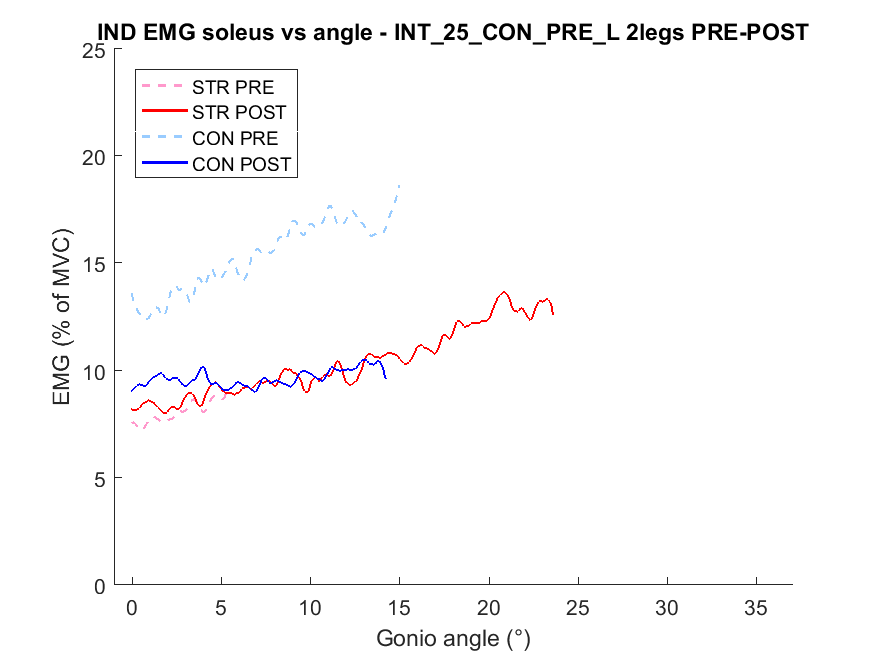 IND EMG soleus vs angle - INT_25_CON_PRE_L 2legs PRE-POST
25
20
15
10
5
0
EMG (% of MVC)
STR PRE
STR POST
CON PRE
CON POST
0 5 10 15 20 25 30 35
Gonio angle (°)